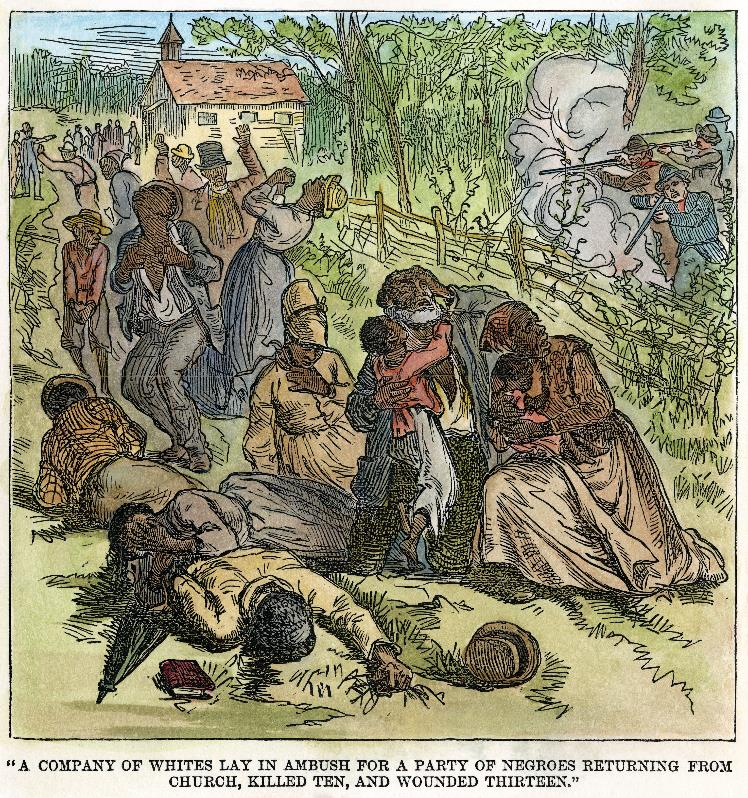 "A COMPANY OF WHITES LAY IN AMBUSH FOR A PARTY OF NEGROES RETURNING FROM
CHURCH, KILLED TEN, AND WOUNDED THIRTEEN."